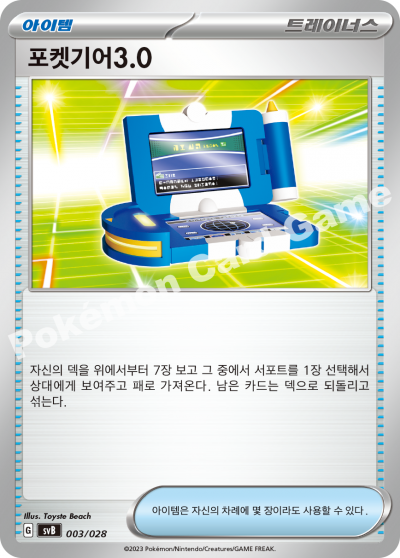 아이템
트레이너스
포켓기어3.0
Pokémon Card Game
자신의 덱을 위에서부터 7장 보고 그 중에서 서포트를 1장 선택해서
상대에게 보여주고 패로 가져온다. 남은 카드는 덱으로 되돌리고
섞는다.
Illus. Toyste Beach
G svB 003/028
아이템은 자신의 차례에 몇 장이라도 사용할 수 있다.
©2023 Pokémon/Nintendo/Creatures/GAME FREAK.